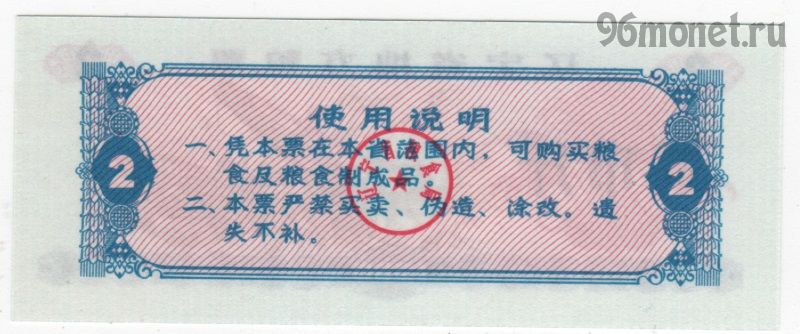 96monet.ru
使用说明
一、凭本票在本省范围内，可购买粮
食及粮食制成品。
二、本票严禁买卖、伪造、涂改。遗
失不补。
2
2